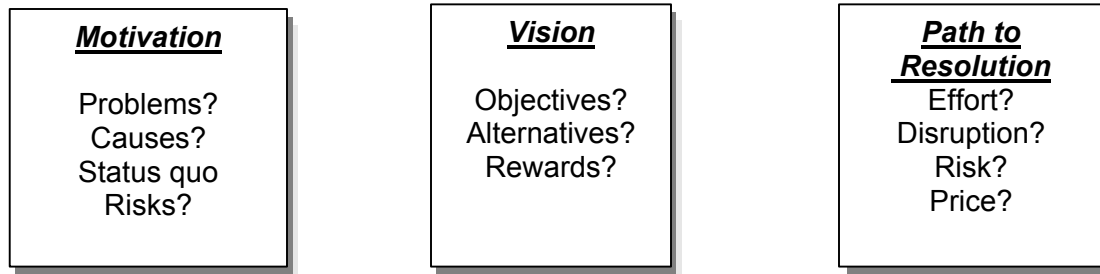 Motivation
Problems?
Causes?
Status quo
Risks?
Vision
Objectives?
Alternatives?
Rewards?
Path to
Resolution
Effort?
Disruption?
Risk?
Price?